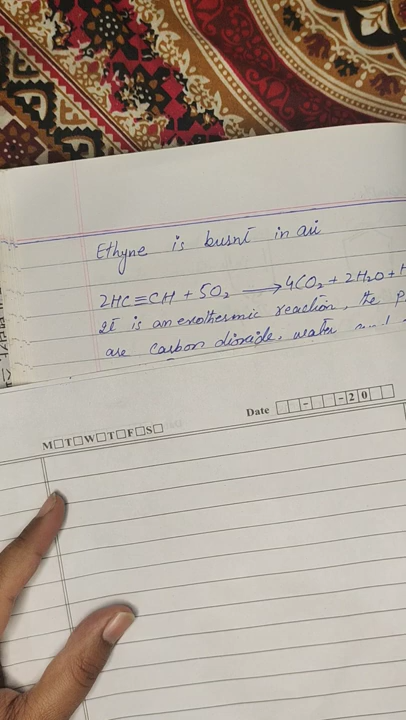 Ethyne is burnt in air
2HC≡CH + 5O₂ ⟶ 4CO₂ + 2H₂O + H
It is an exothermic reaction, the P
are carbon dioxide, water
Date - - 20
M□T□W□T□F□S□